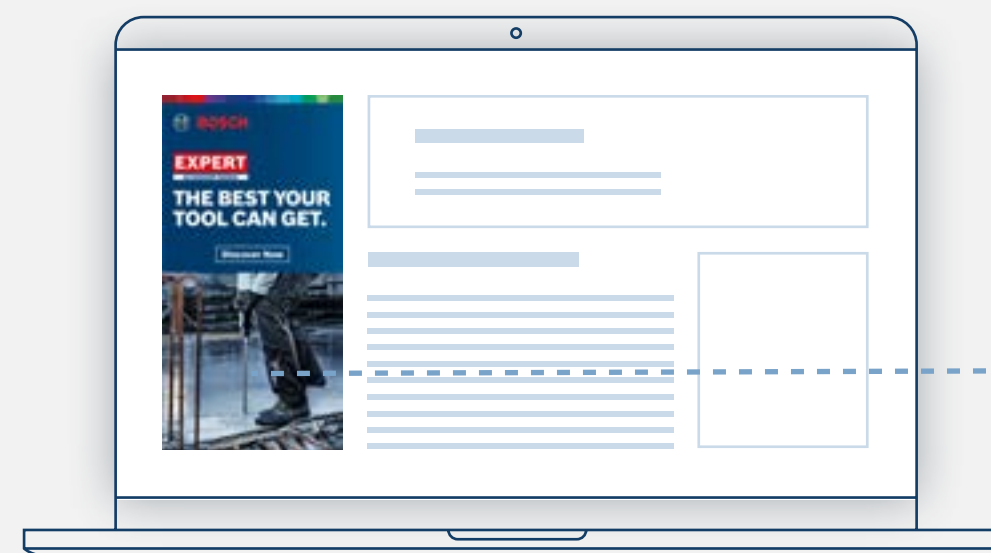 BOSCH
EXPERT
THE BEST YOUR
TOOL CAN GET.
Discover Now